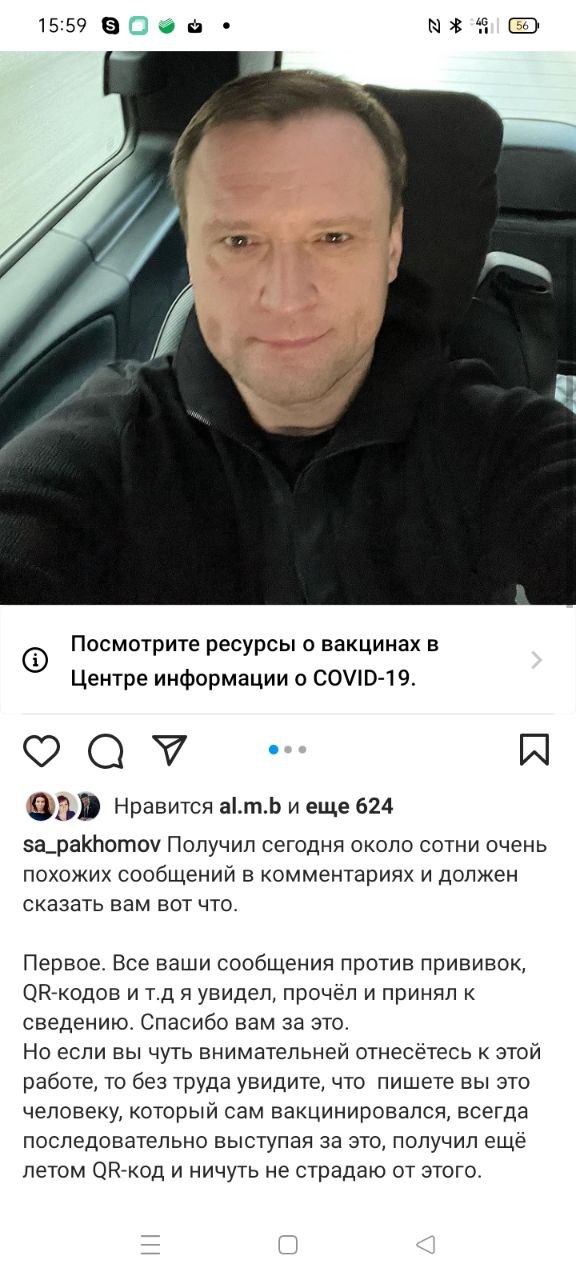 15:59
4G
56
Посмотрите ресурсы о вакцинах в
Центре информации о COVID-19.
Нравится al.m.b и еще 624
sa_pakhomov Получил сегодня около сотни очень
похожих сообщений в комментариях и должен
сказать вам вот что.
Первое. Все ваши сообщения против прививок,
QR-кодов и т.д я увидел, прочёл и принял к
сведению. Спасибо вам за это.
Но если вы чуть внимательней отнесётесь к этой
работе, то без труда увидите, что  пишете вы это
человеку, который сам вакцинировался, всегда
последовательно выступая за это, получил ещё
летом QR-код и ничуть не страдаю от этого.